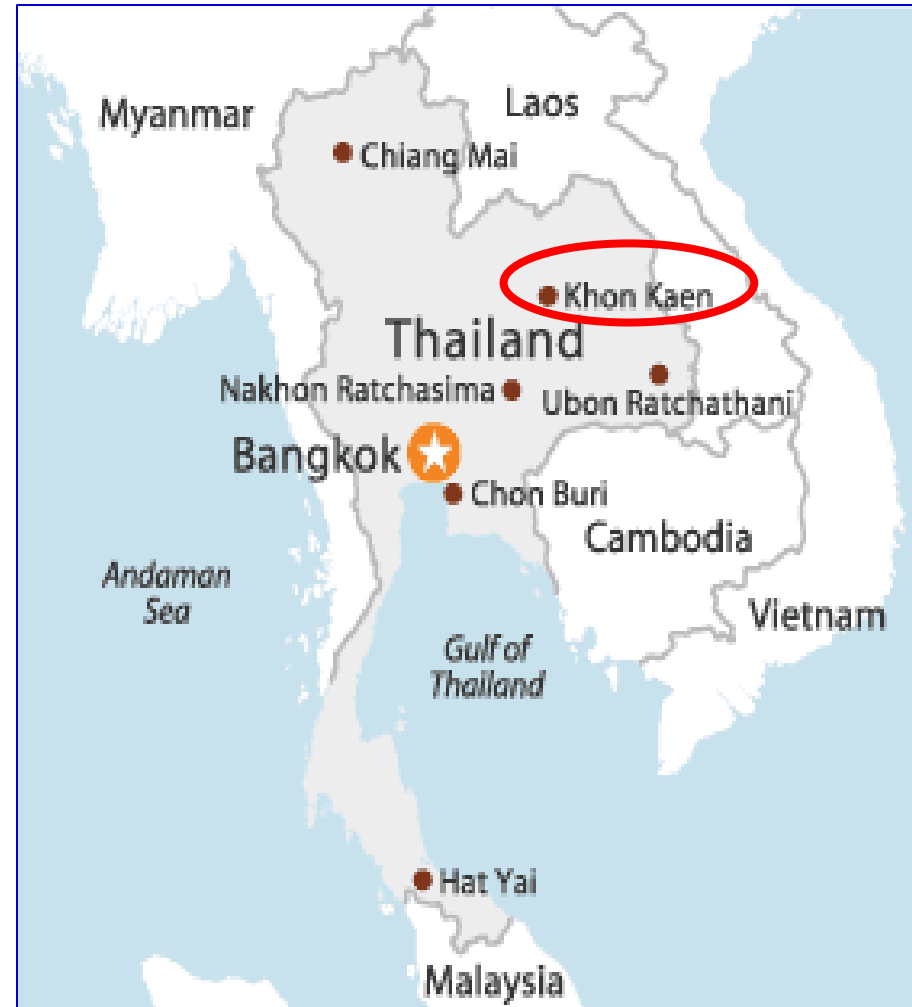 Laos
Myanmar
Chiang Mai
Khon Kaen
Thailand
Nakhon Ratchasima
Ubon Ratchathani
Bangkok
Chon Buri
Cambodia
Andaman
Sea
Vietnam
Gulf of
Thailand
Hat Yai
Malaysia